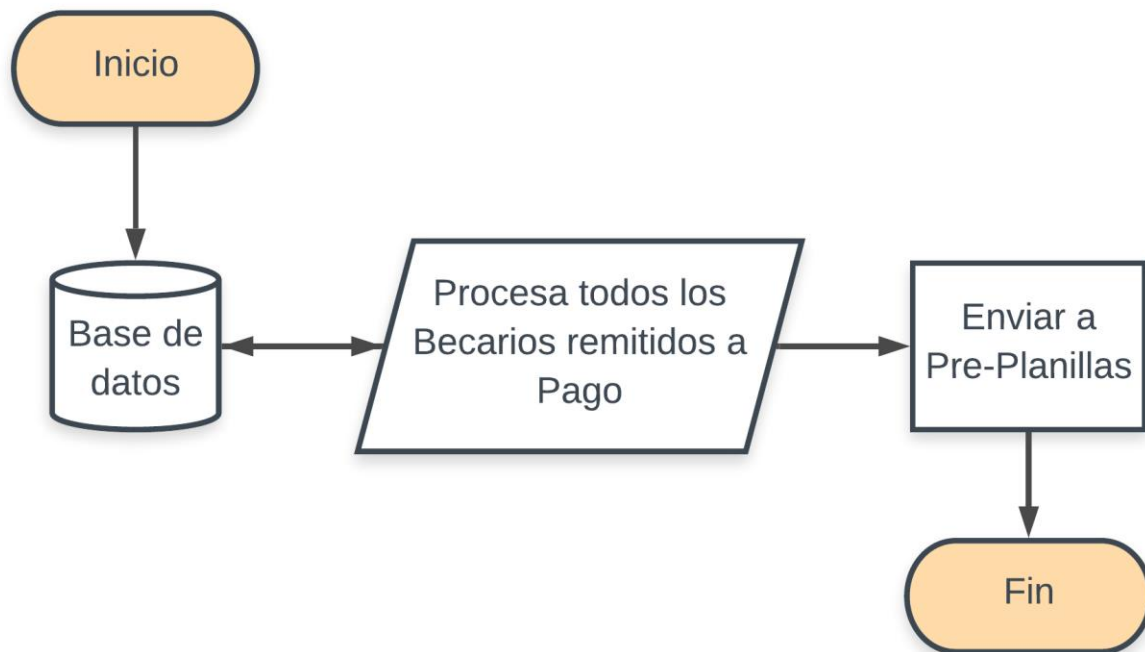 Inicio
Base de
datos
Procesa todos los
Becarios remitidos a
Pago
Enviar a
Pre-Planillas
Fin